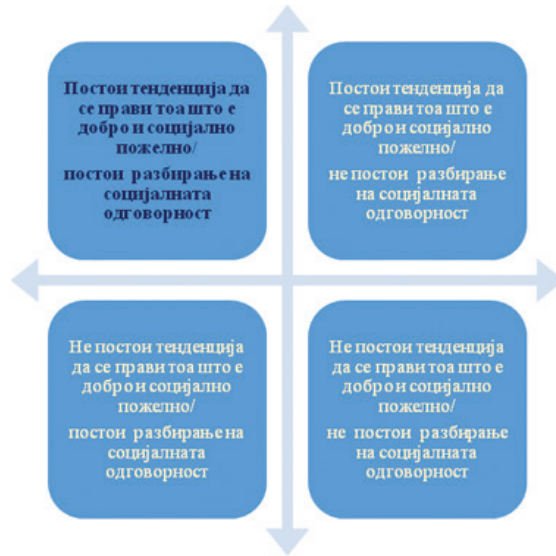 Постои тенденција да
се прави тоа што е
добро и социјално
пожелно/
постои разбирање на
социјалната
одговорност
Постои тенденција да
се прави тоа што е
добро и социјално
пожелно/
не постои разбирање
на социјалната
одговорност
Не постои тенденција
да се прави тоа што е
добро и социјално
пожелно/
постои разбирање на
социјалната
одговорност
Не постои тенденција
да се прави тоа што е
добро и социјално
пожелно/
не постои разбирање
на социјалната
одговорност